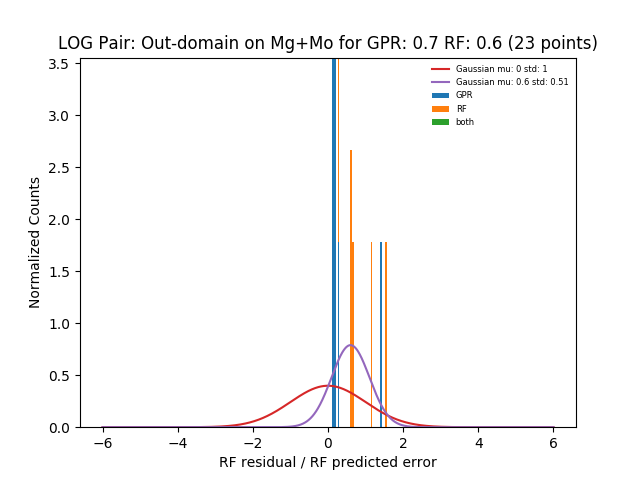 LOG Pair: Out-domain on Mg+Mo for GPR: 0.7 RF: 0.6 (23 points)
Gaussian mu: 0 std: 1
Gaussian mu: 0.6 std: 0.51
GPR
RF
both
Normalized Counts
3.5
3.0
2.5
2.0
1.5
1.0
0.5
0.0
−6 −4 −2 0 2 4 6
RF residual / RF predicted error